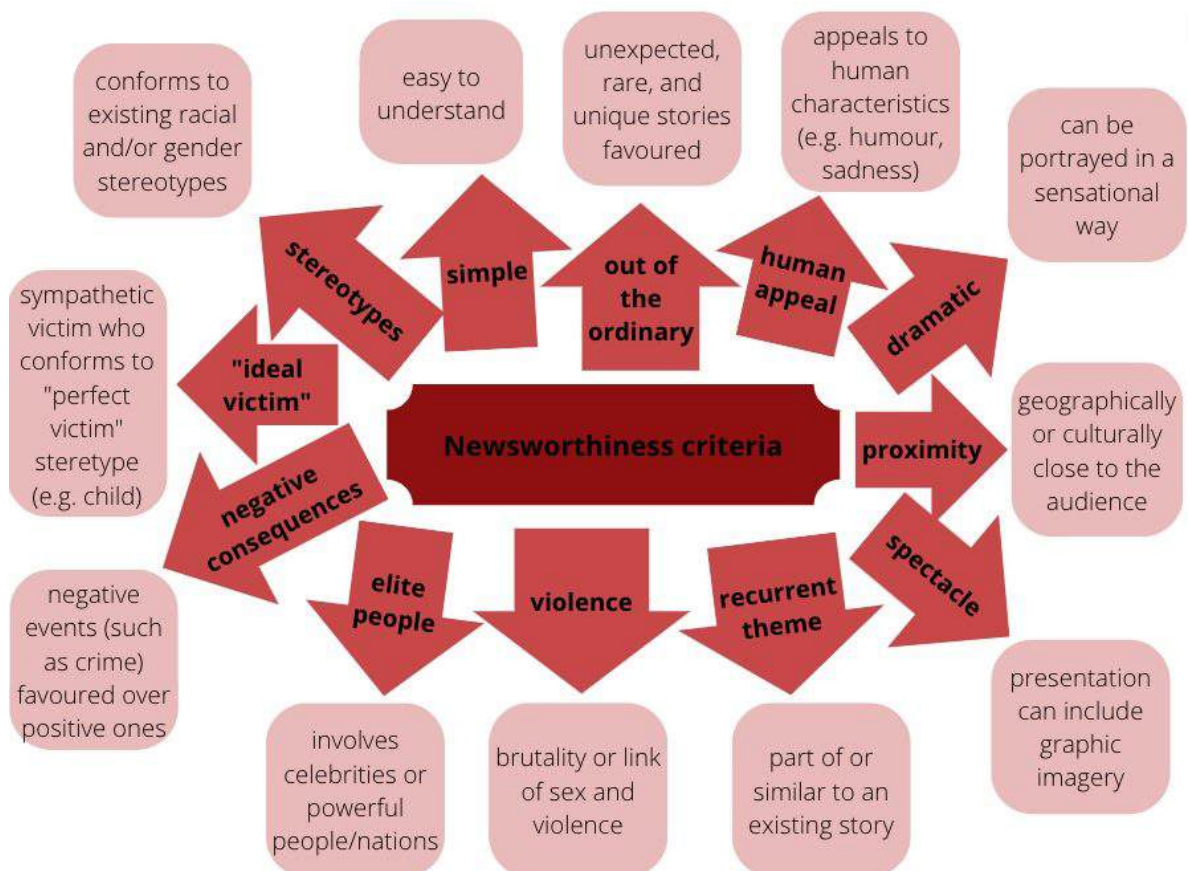 conforms to
existing racial
and/or gender
stereotypes
easy to
understand
unexpected,
rare, and
unique stories
favoured
appeals to
human
characteristics
(e.g. humour,
sadness)
can be
portrayed in a
sensational
way
stereotypes
simple
out of
the
ordinary
human
appeal
dramatic
sympathetic
victim who
conforms to
"perfect
victim"
steretype
(e.g. child)
"ideal
victim"
Newsworthiness criteria
proximity
geographically
or culturally
close to the
audience
negative
consequences
elite
people
violence
recurrent
theme
spectacle
negative
events (such
as crime)
favoured over
positive ones
involves
celebrities or
powerful
people/nations
brutality or link
of sex and
violence
part of or
similar to an
existing story
presentation
can include
graphic
imagery